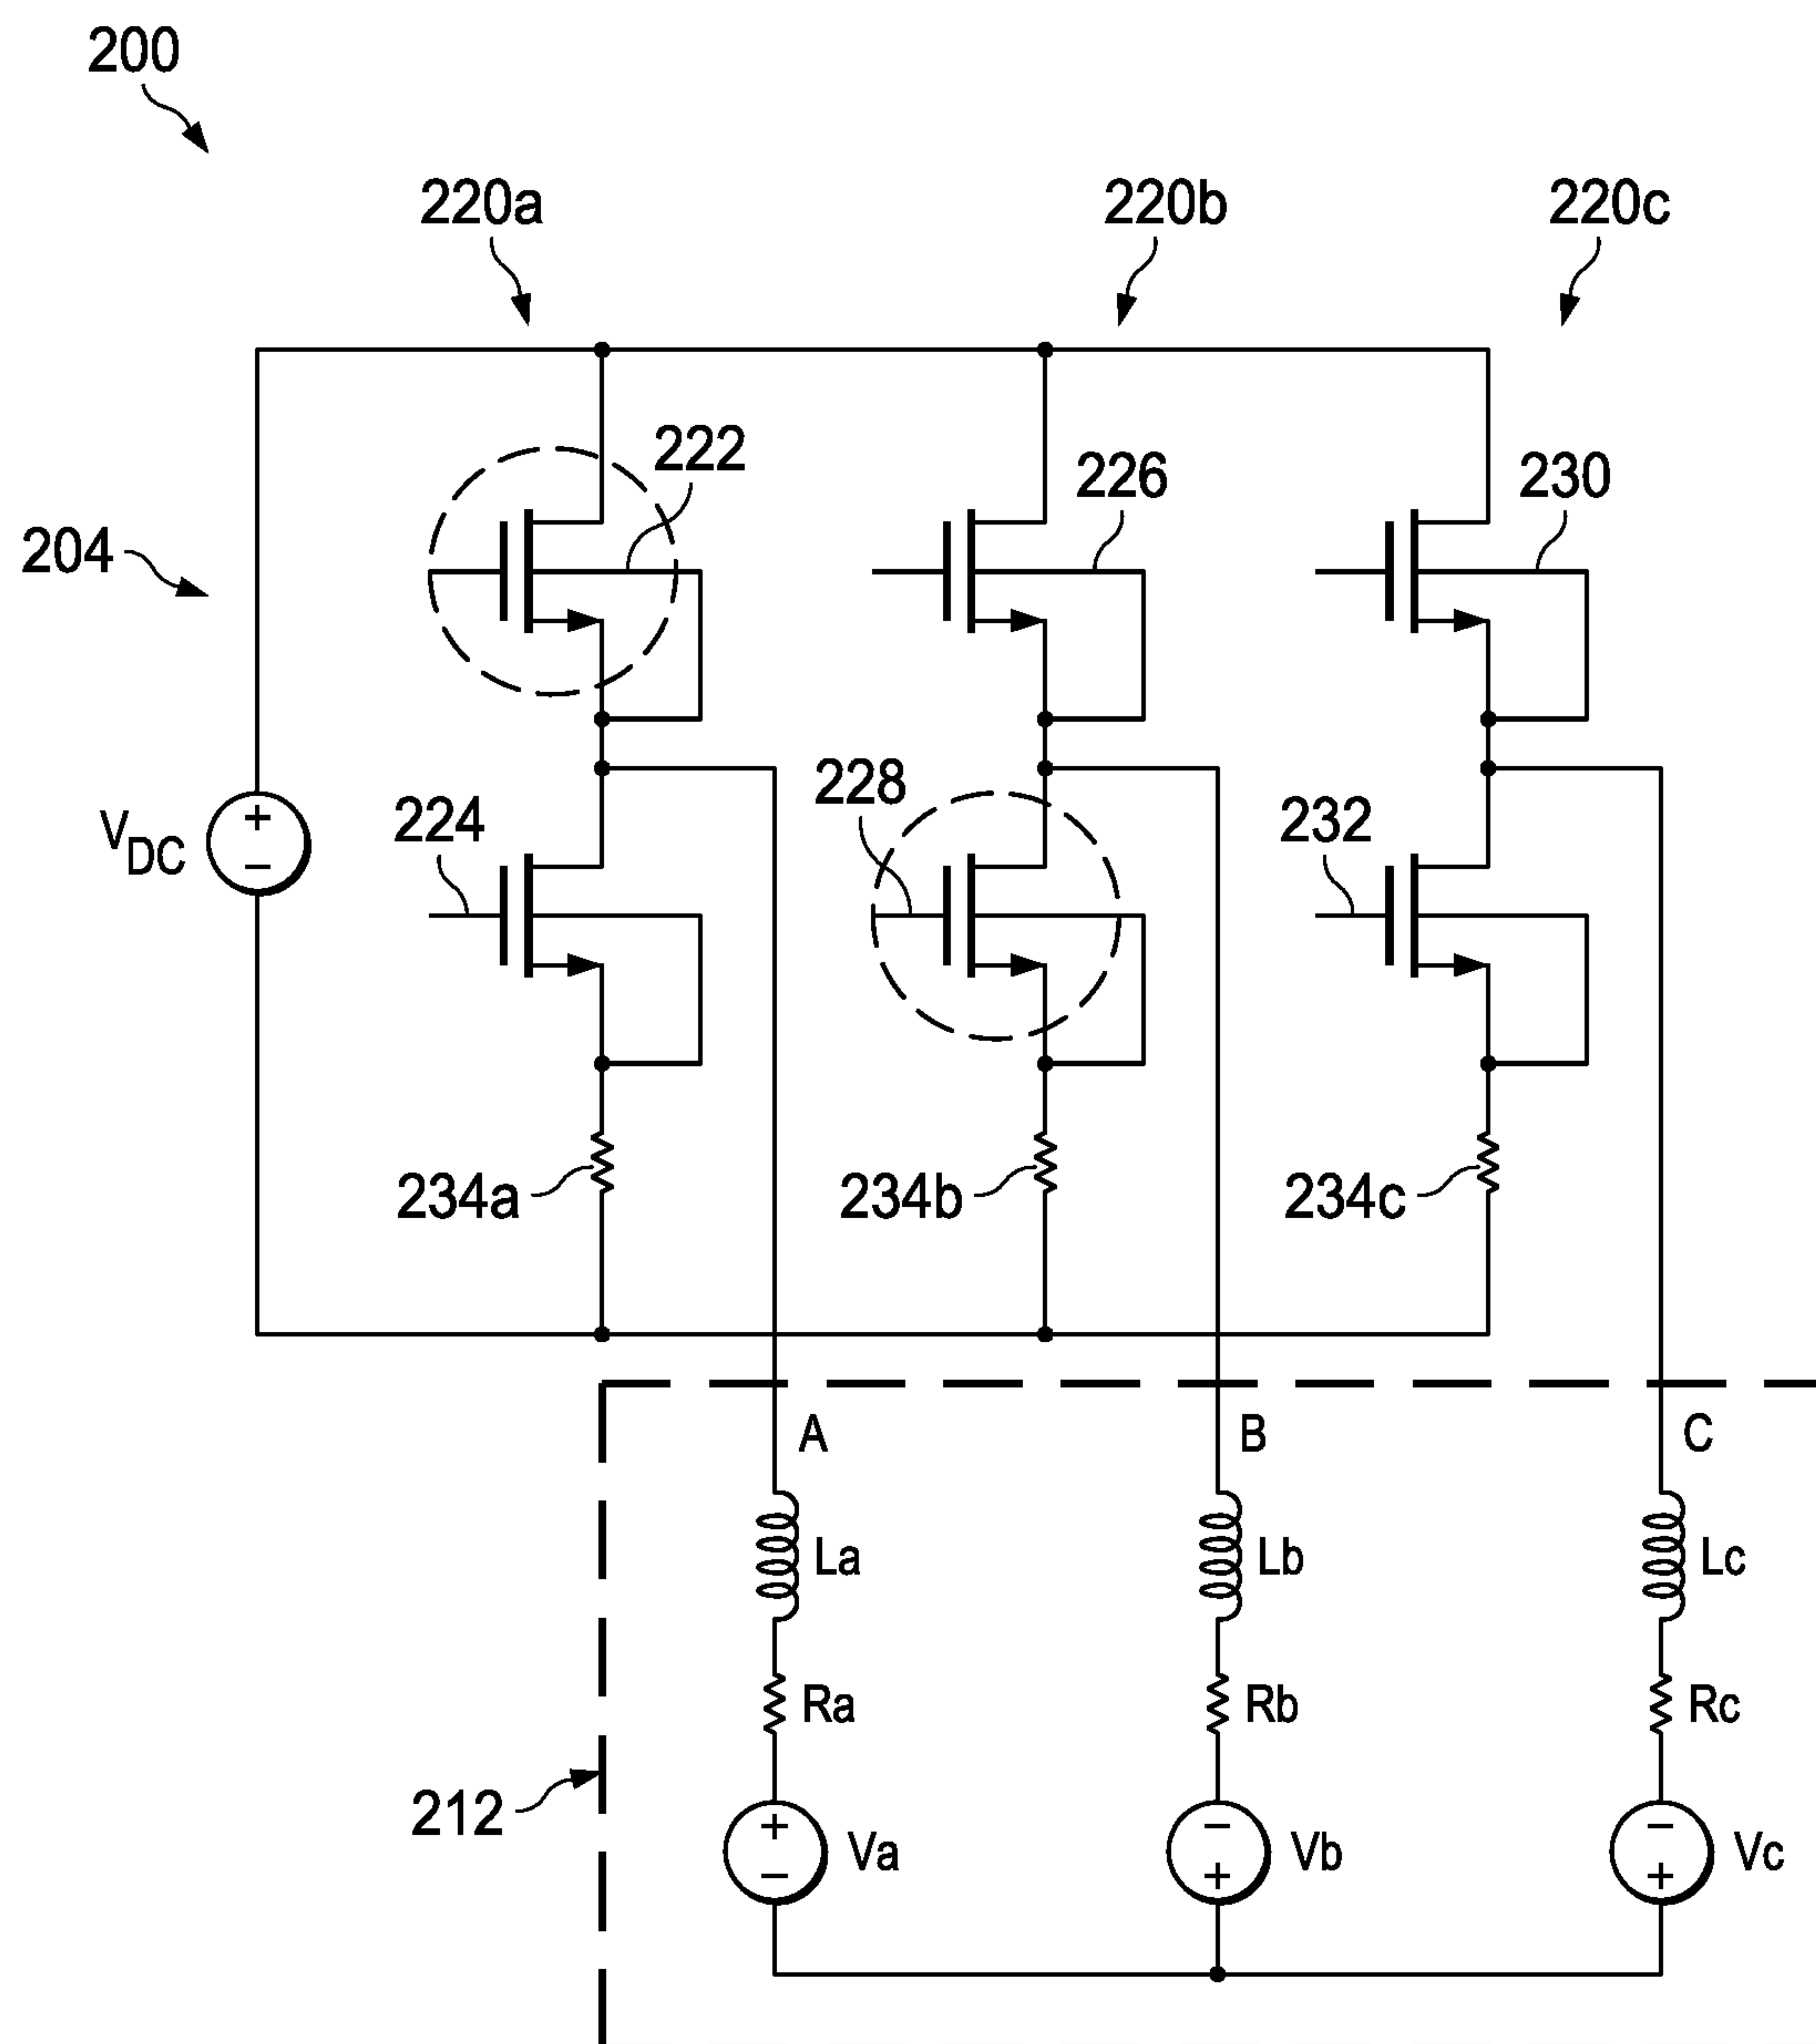 200
220a
220b
220c
222
226
230
204
228
224
232
+
−
V_DC
234a
234b
234c
A
B
C
La
Lb
Lc
Ra
Rb
Rc
212
+
−
Va
−
+
Vb
−
+
Vc